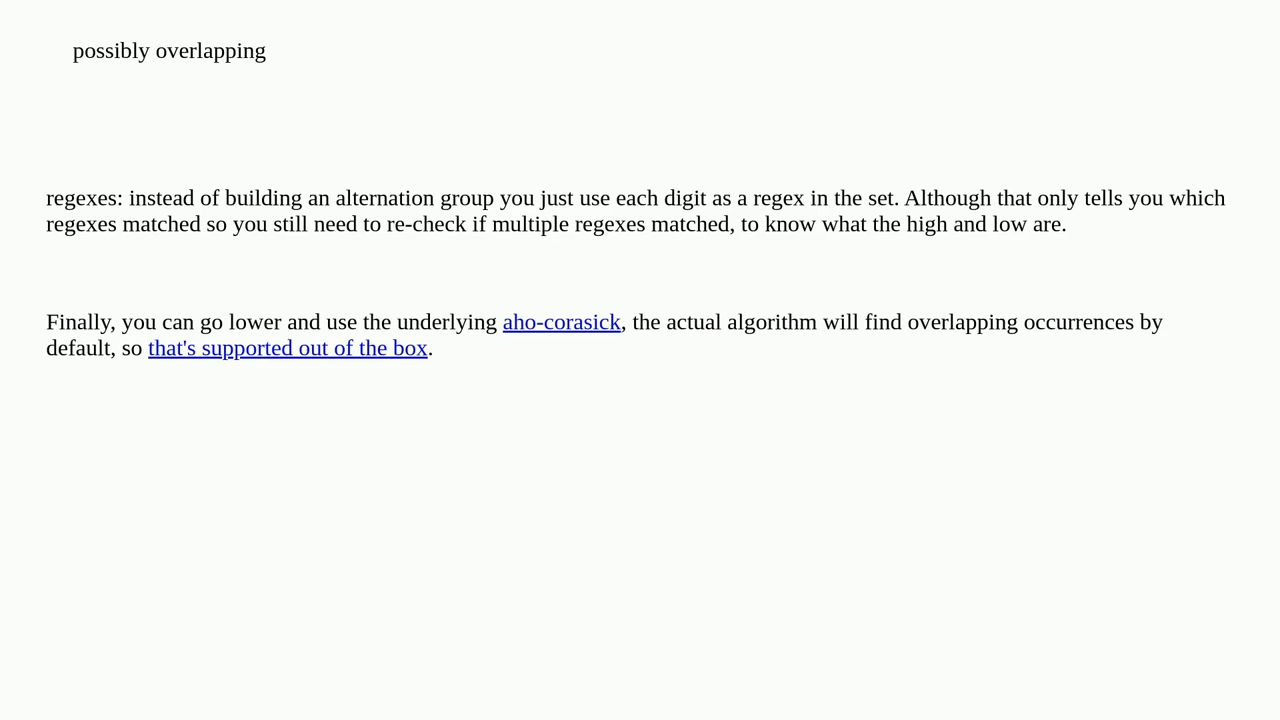 possibly overlapping
regexes: instead of building an alternation group you just use each digit as a regex in the set. Although that only tells you which
regexes matched so you still need to re-check if multiple regexes matched, to know what the high and low are.
Finally, you can go lower and use the underlying aho-corasick, the actual algorithm will find overlapping occurrences by
default, so that's supported out of the box.